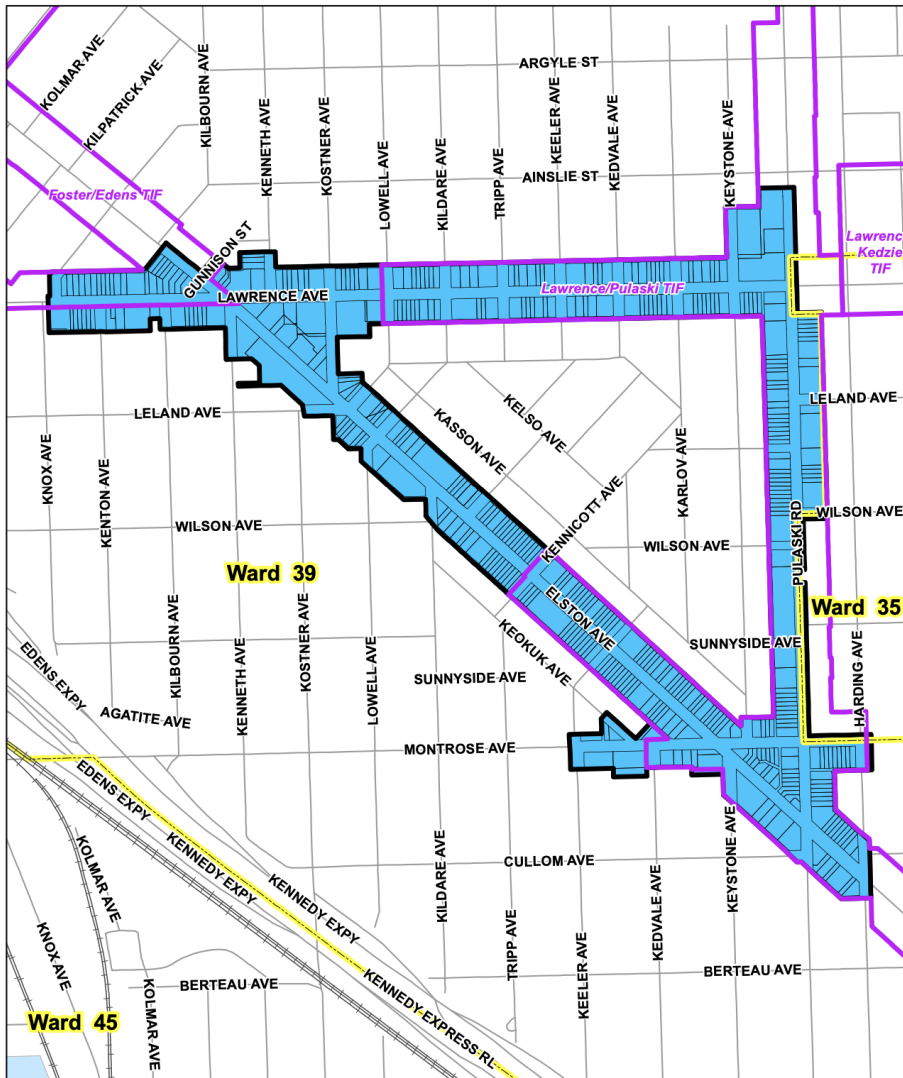 ARGYLE ST
KOLMAR AVE
KILPATRICK AVE
KILBOURN AVE
KENNETH AVE
KOSTNER AVE
LOWELL AVE
KILDARE AVE
TRIPP AVE
KEELER AVE
KEDVALE AVE
KEYSTONE AVE
AINSLIE ST
Foster/Edens TIF
GUNNISON ST
Lawrenc
Kedzie
TIF
LAWRENCE AVE
Lawrence/Pulaski TIF
LELAND AVE
LELAND AVE
KNOX AVE
KENTON AVE
KASSON AVE
KELSO AVE
KARLOV AVE
WILSON AVE
KENNICOTT AVE
WILSON AVE
WILSON AVE
PULASKI RD
Ward 39
ELSTON AVE
Ward 35
KILBOURN AVE
KENNETH AVE
KOSTNER AVE
LOWELL AVE
KEOKUK AVE
SUNNYSIDE AVE
SUNNYSIDE AVE
HARDING AVE
EDENS EXPY
AGATITE AVE
MONTROSE AVE
EDENS EXPY
KENNEDY EXPY
KENNEDY EXPY
KOLMAR AVE
KILDARE AVE
CULLOM AVE
KEYSTONE AVE
KEDVALE AVE
TRIPP AVE
KEELER AVE
KNOX AVE
KOLMAR AVE
BERTEAU AVE
BERTEAU AVE
KENNEDY EXPRESS RL
Ward 45